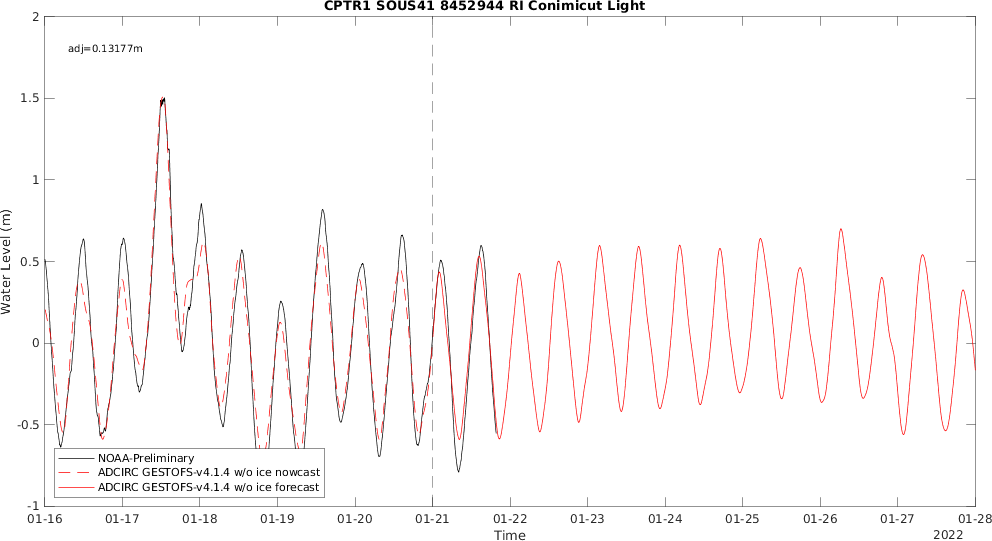 CPTR1 SOUS41 8452944 RI Conimicut Light
2
adj=0.13177m
1.5
1
0.5
0
-0.5
-1
Water Level (m)
NOAA-Preliminary
ADCIRC GESTOFS-v4.1.4 w/o ice nowcast
ADCIRC GESTOFS-v4.1.4 w/o ice forecast
01-16 01-17 01-18 01-19 01-20 01-21 01-22 01-23 01-24 01-25 01-26 01-27 01-28
Time
2022